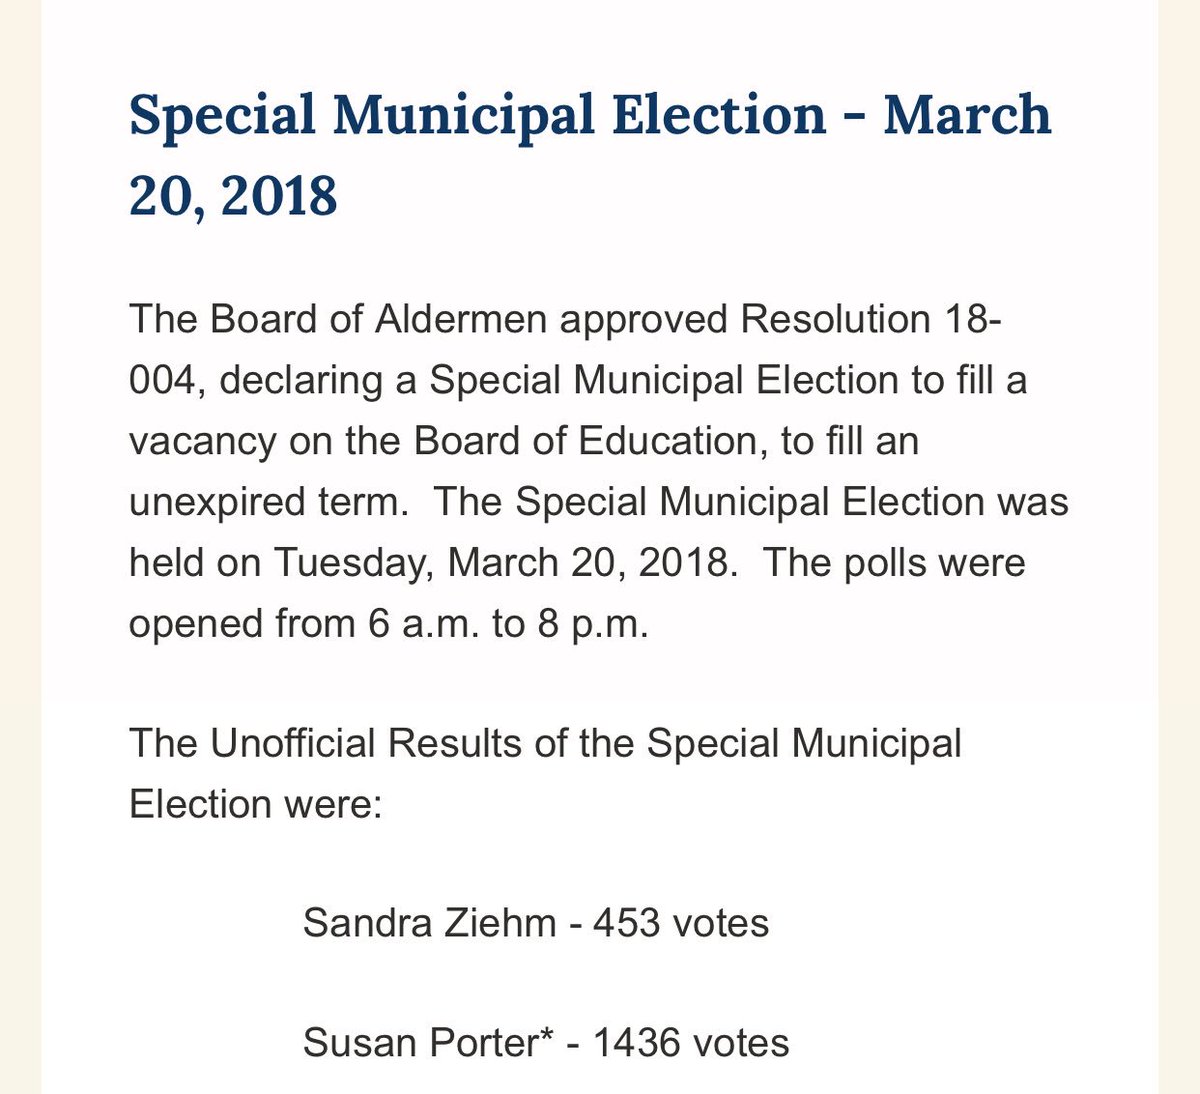 Special Municipal Election - March
20, 2018
The Board of Aldermen approved Resolution 18-
004, declaring a Special Municipal Election to fill a
vacancy on the Board of Education, to fill an
unexpired term.  The Special Municipal Election was
held on Tuesday, March 20, 2018.  The polls were
opened from 6 a.m. to 8 p.m.
The Unofficial Results of the Special Municipal
Election were:
Sandra Ziehm - 453 votes
Susan Porter* - 1436 votes